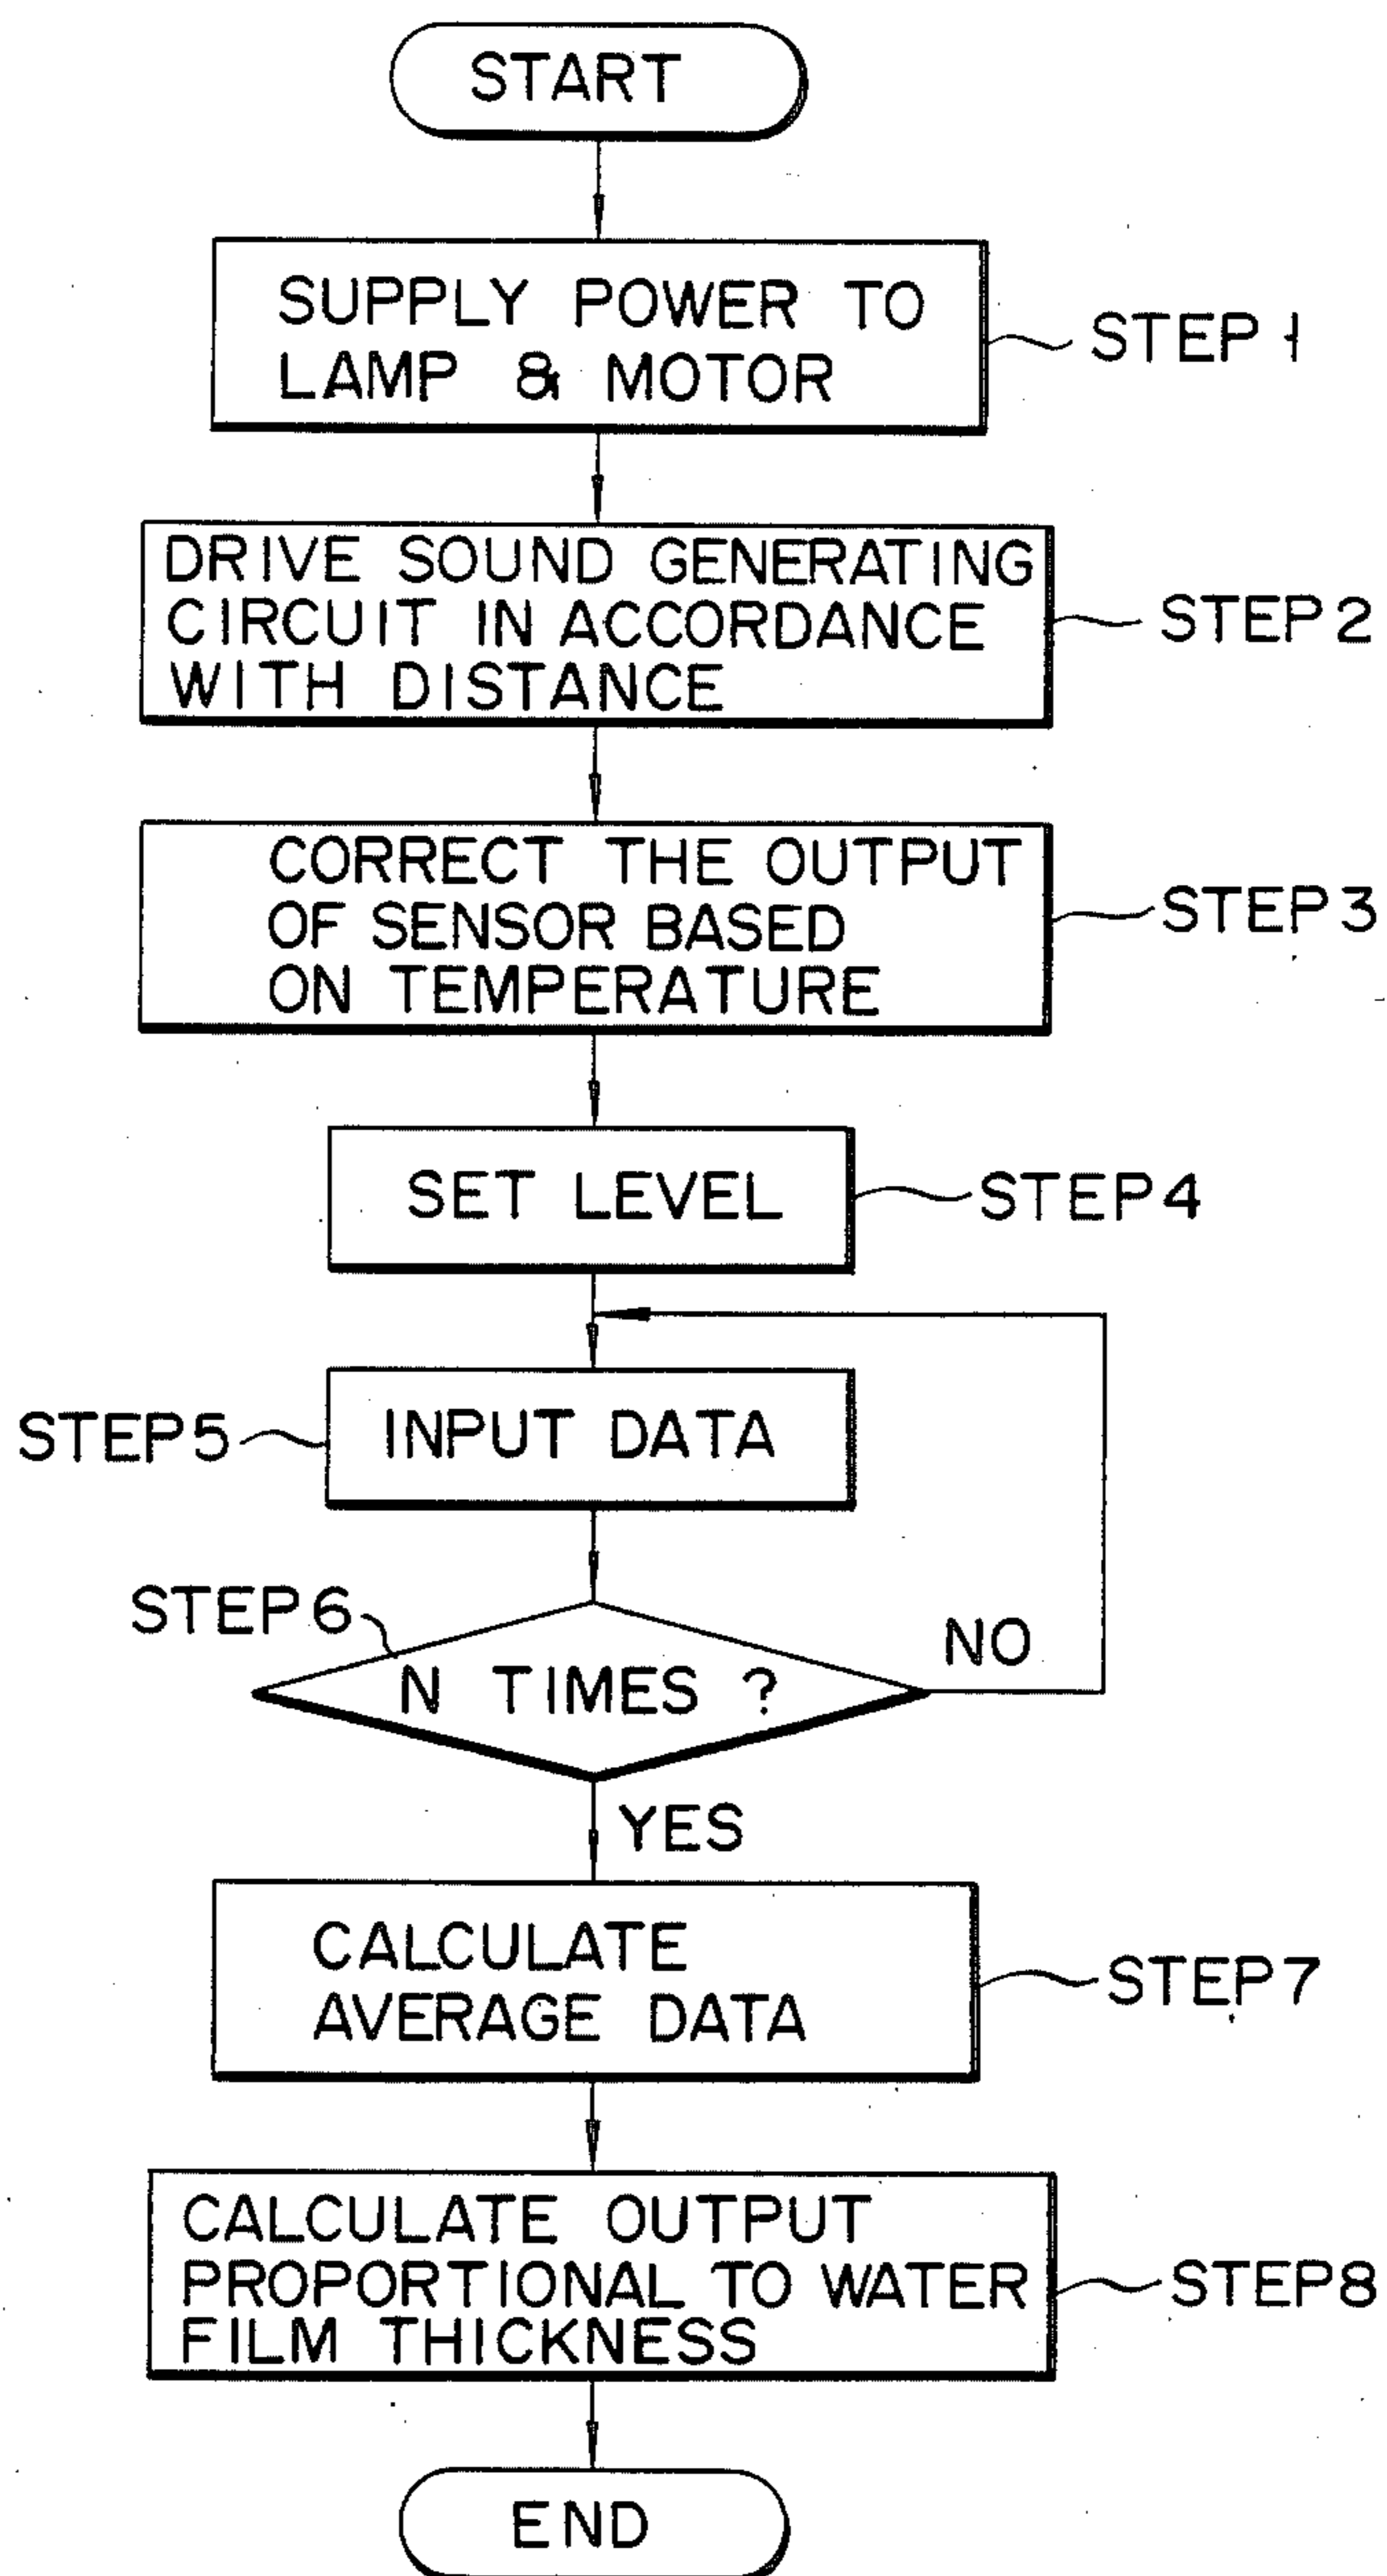 START
SUPPLY POWER TO
LAMP & MOTOR
STEP 1
DRIVE SOUND GENERATING
CIRCUIT IN ACCORDANCE
WITH DISTANCE
STEP 2
CORRECT THE OUTPUT
OF SENSOR BASED
ON TEMPERATURE
STEP 3
SET LEVEL
STEP 4
STEP 5
INPUT DATA
STEP 6
N TIMES ?
NO
YES
CALCULATE
AVERAGE DATA
STEP 7
CALCULATE OUTPUT
PROPORTIONAL TO WATER
FILM THICKNESS
STEP 8
END